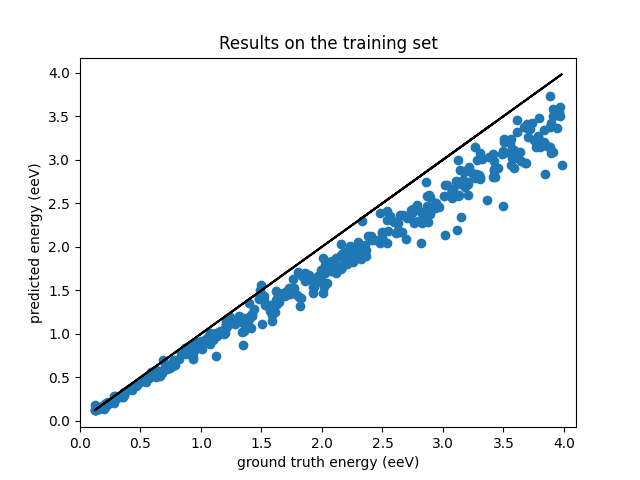 Results on the training set
4.0
3.5
3.0
2.5
2.0
1.5
1.0
0.5
0.0
predicted energy (eeV)
0.0 0.5 1.0 1.5 2.0 2.5 3.0 3.5 4.0
ground truth energy (eeV)